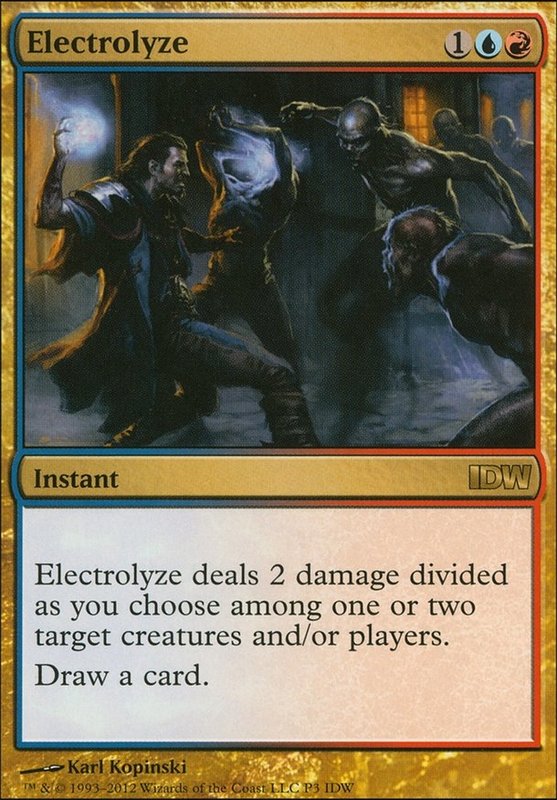 Electrolyze 1
Instant IDW
Electrolyze deals 2 damage divided
as you choose among one or two
target creatures and/or players.
Draw a card.
Karl Kopinski
™ & © 1993–2012 Wizards of the Coast LLC P3 IDW